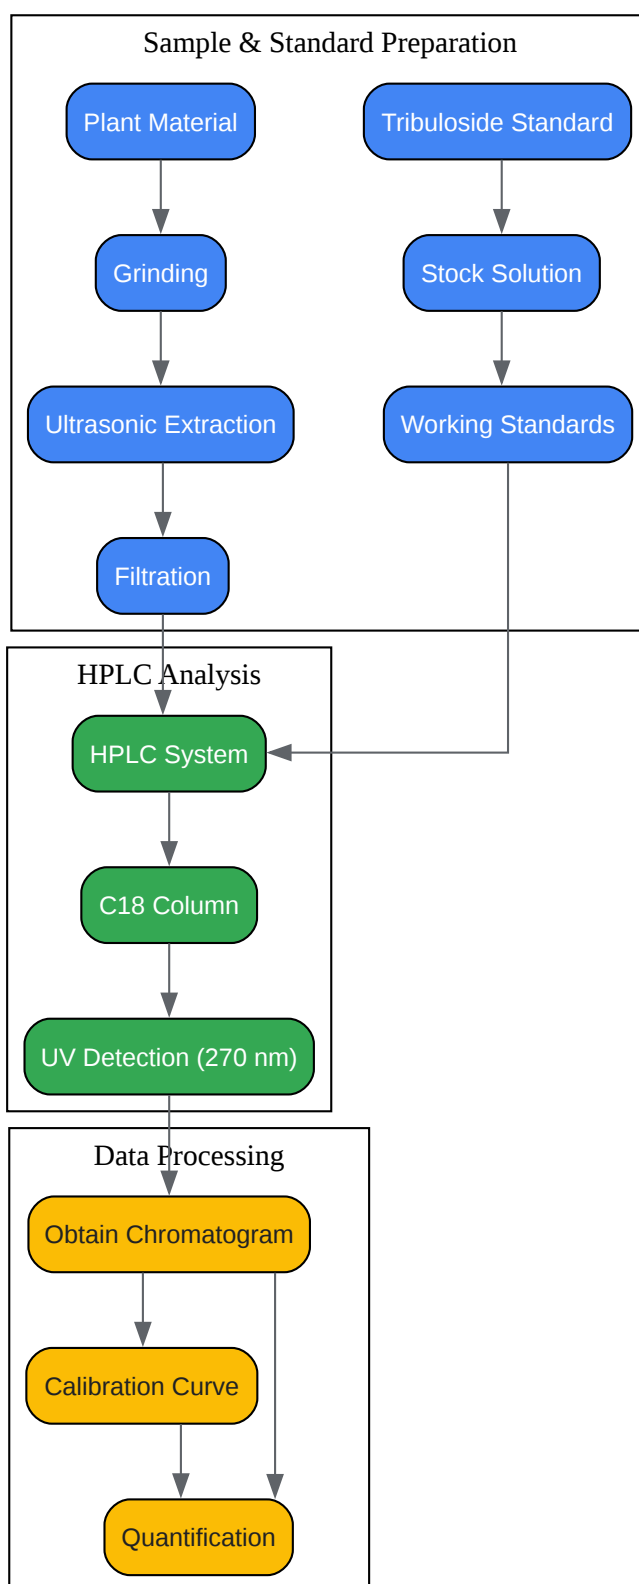 Sample & Standard Preparation
Plant Material
Tribuloside Standard
Grinding
Stock Solution
Ultrasonic Extraction
Working Standards
Filtration
HPLC Analysis
HPLC System
C18 Column
UV Detection (270 nm)
Data Processing
Obtain Chromatogram
Calibration Curve
Quantification